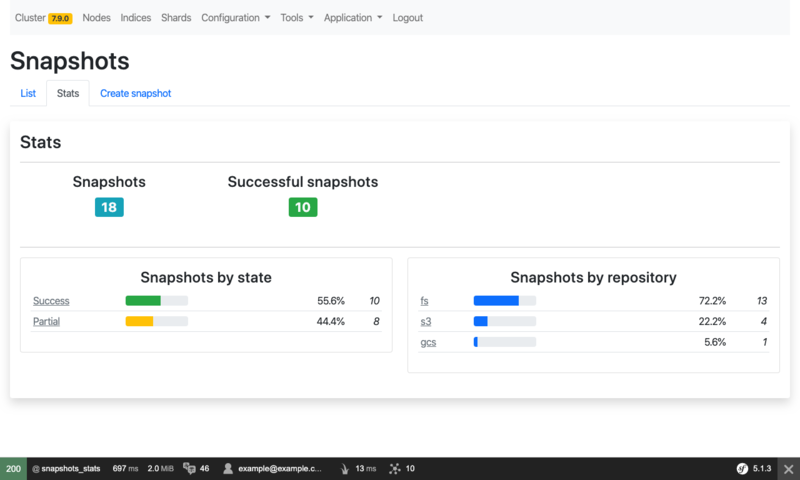 Cluster 7.9.0 Nodes Indices Shards Configuration Tools Application Logout
Snapshots
List Stats Create snapshot
Stats
Snapshots Successful snapshots
18 10
Snapshots by state
Success 55.6% 10
Partial 44.4% 8
Snapshots by repository
fs 72.2% 13
s3 22.2% 4
gcs 5.6% 1
200 @ snapshots_stats 697 ms 2.0 MiB 46 example@example.c... 13 ms 10 sf 5.1.3